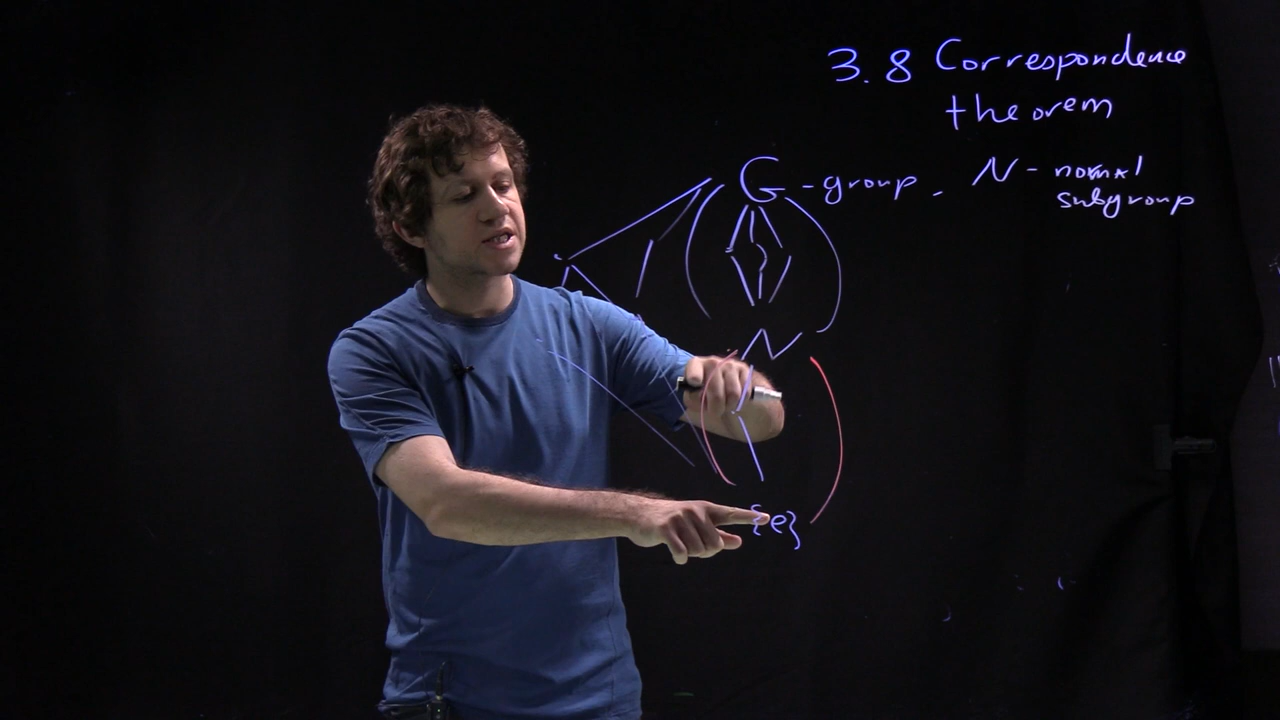 3.8 Correspondence
theorem
G - group. N - normal
subgroup
N
{e}